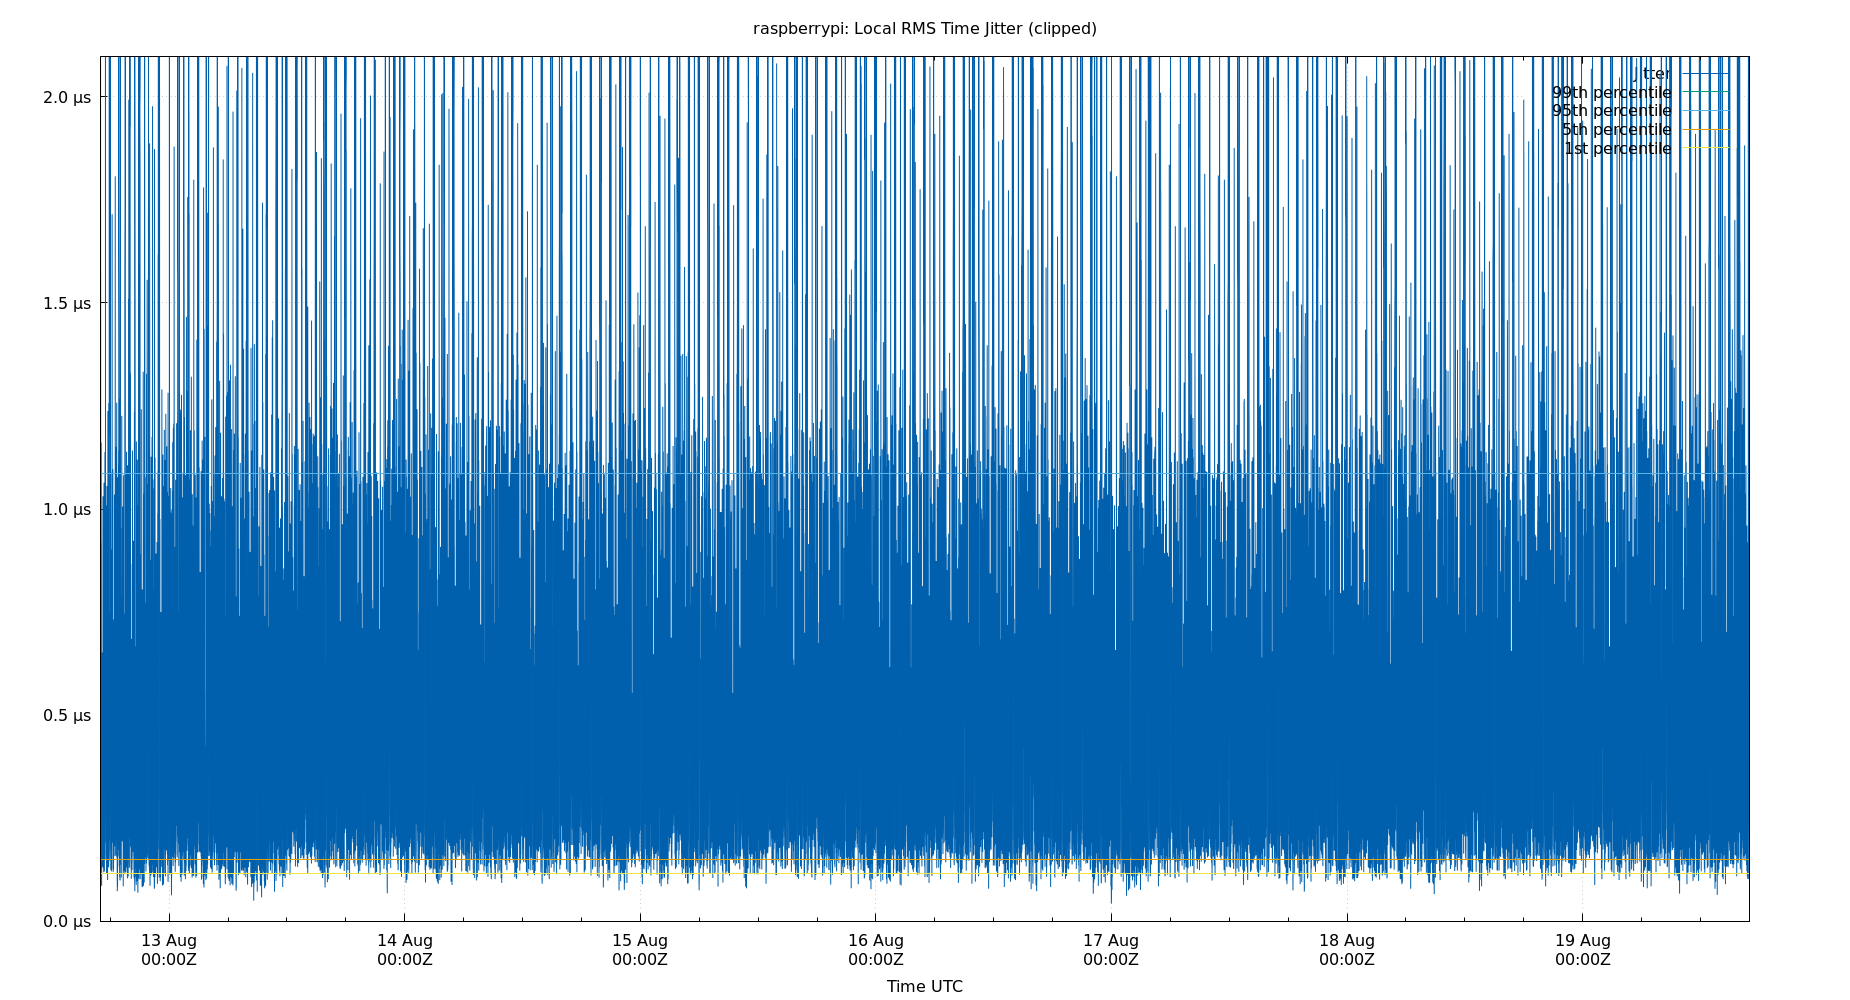 raspberrypi: Local RMS Time Jitter (clipped)
Jitter
99th percentile
95th percentile
5th percentile
1st percentile
2.0 µs
1.5 µs
1.0 µs
0.5 µs
0.0 µs
13 Aug 14 Aug 15 Aug 16 Aug 17 Aug 18 Aug 19 Aug
00:00Z 00:00Z 00:00Z 00:00Z 00:00Z 00:00Z 00:00Z
Time UTC